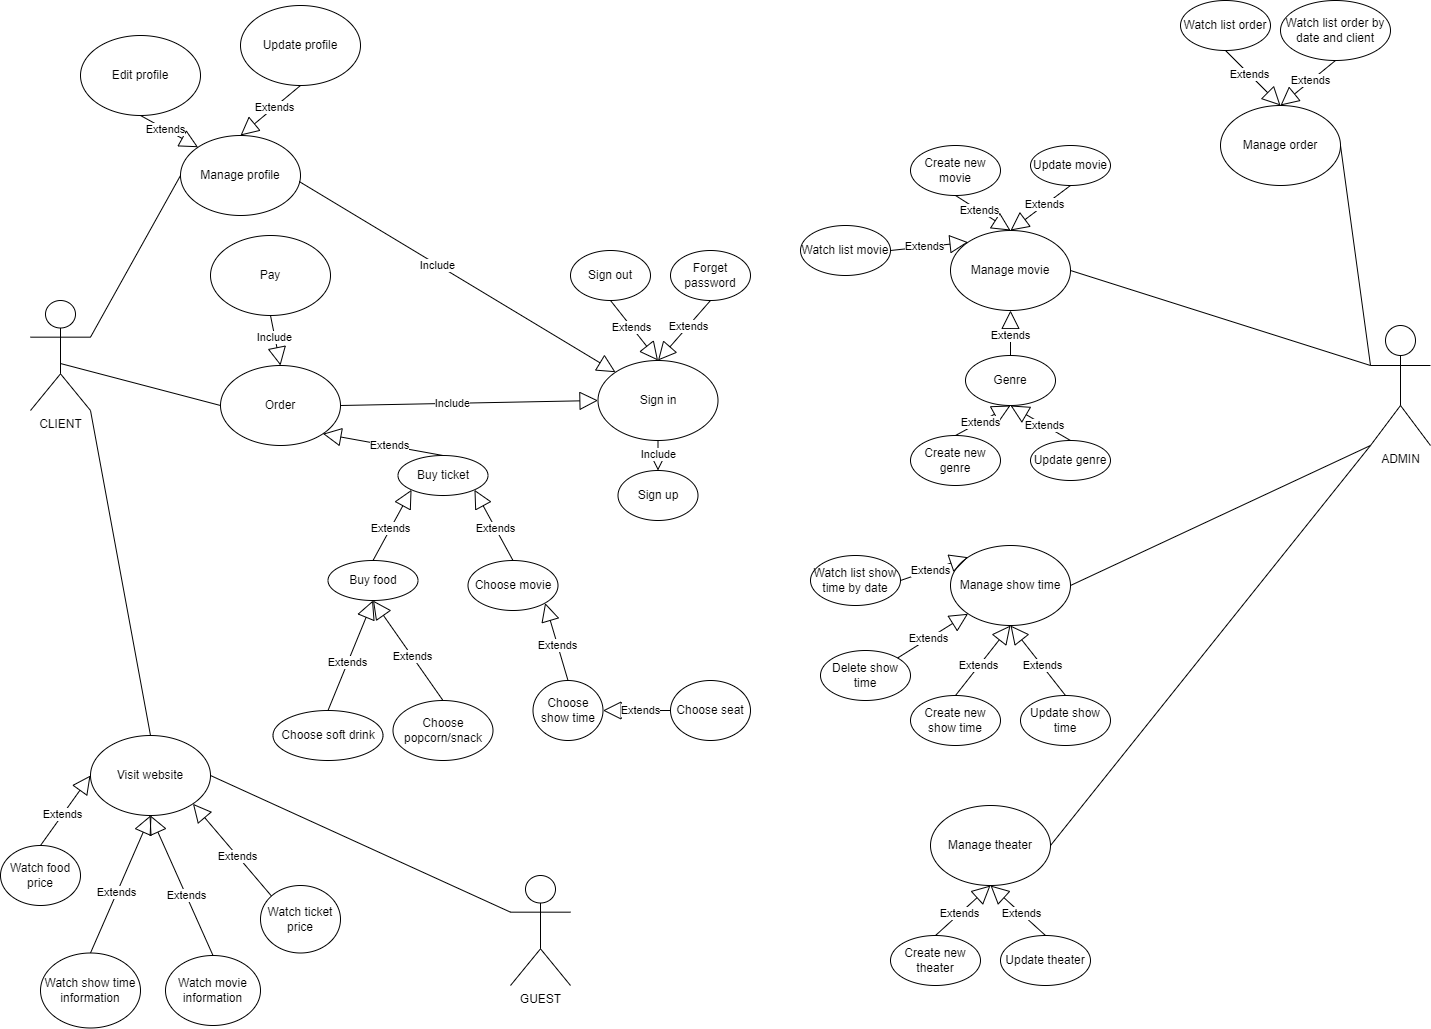 Update profile
Edit profile
Extends
Extends
Manage profile
Include
Pay
Include
Sign out
Forget
password
Extends
Extends
Order
Include
Sign in
Include
Sign up
CLIENT
Extends
Buy ticket
Extends
Extends
Buy food
Choose movie
Extends
Extends
Extends
Choose soft drink
Choose
popcorn/snack
Choose
show time
Extends
Choose seat
Visit website
Extends
Extends
Extends
Extends
Watch food
price
Watch ticket
price
Watch show time
information
Watch movie
information
GUEST
Watch list order
Watch list order by
date and client
Extends
Extends
Manage order
Create new
movie
Update movie
Extends
Extends
Watch list movie
Extends
Manage movie
Extends
Genre
Extends
Extends
Create new
genre
Update genre
ADMIN
Watch list show
time by date
Extends
Manage show time
Extends
Delete show
time
Extends
Extends
Create new
show time
Update show
time
Manage theater
Extends
Extends
Create new
theater
Update theater